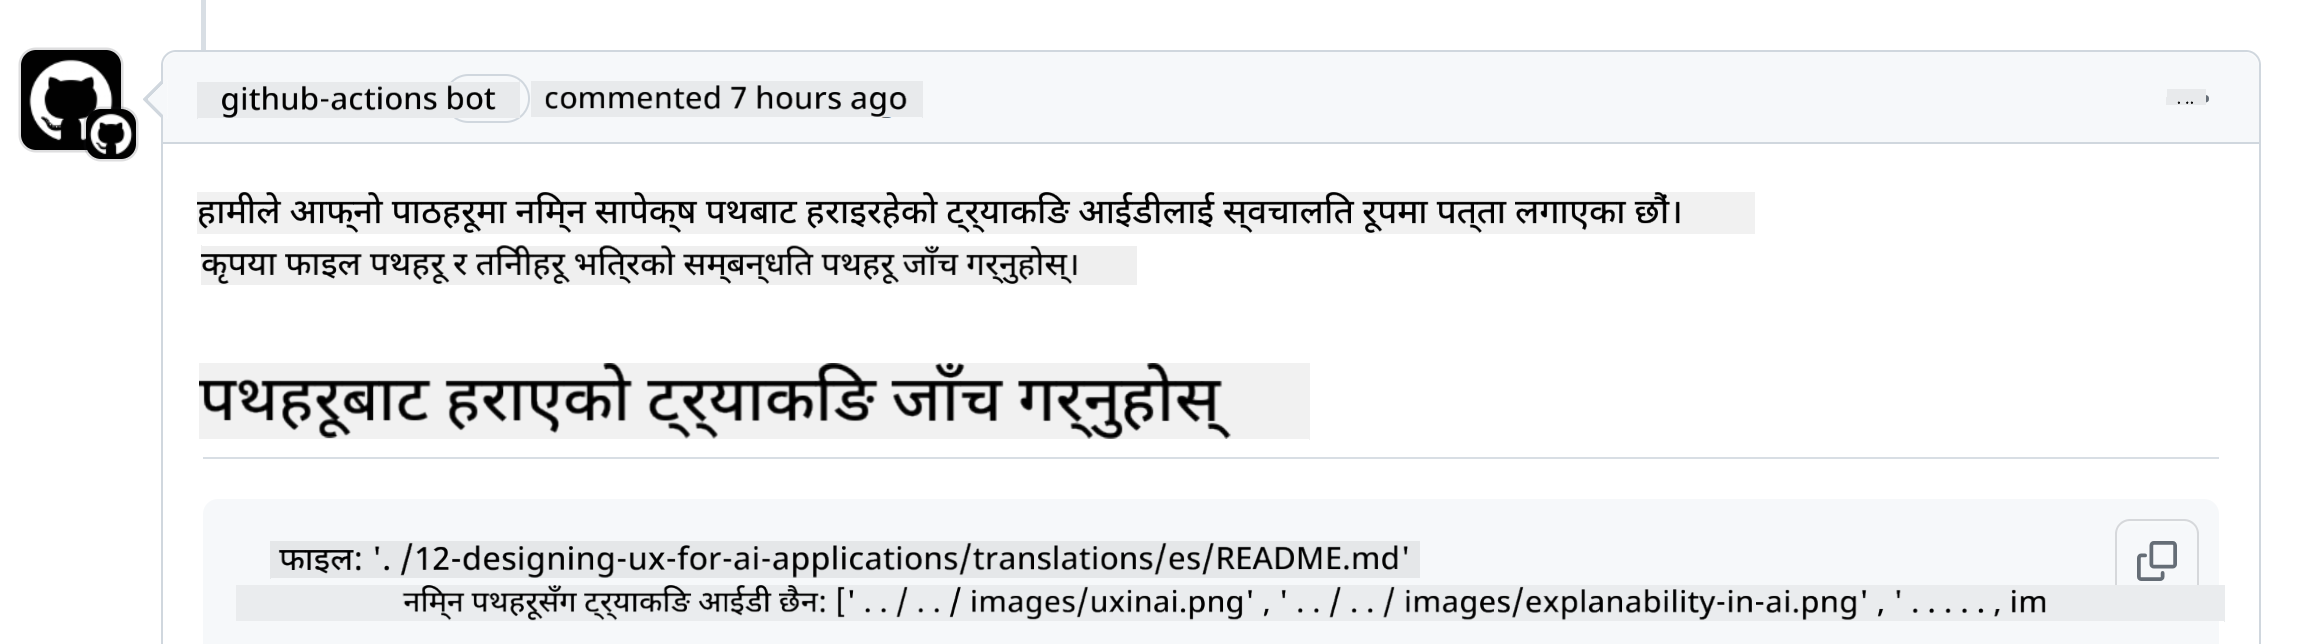 github-actions bot commented 7 hours ago ...
हामीले आफ्नो पाठहरूमा निम्न सापेक्ष पथबाट हराइरहेको ट्र्याकिङ आईडीलाई स्वचालित रूपमा पत्ता लगाएका छौं।
कृपया फाइल पथहरू र तिनीहरू भित्रिको सम्बन्धित पथहरू जाँच गर्नुहोस्।
पथहरूबाट हराएको ट्र्याकिङ जाँच गर्नुहोस्
फाइल: '. /12-designing-ux-for-ai-applications/translations/es/README.md'
निम्न पथहरूसँग ट्र्याकिङ आईडी छैन: [' . . / . . / images/uxinai.png' , ' . . / . . / images/explanability-in-ai.png' , ' . . . . . , im